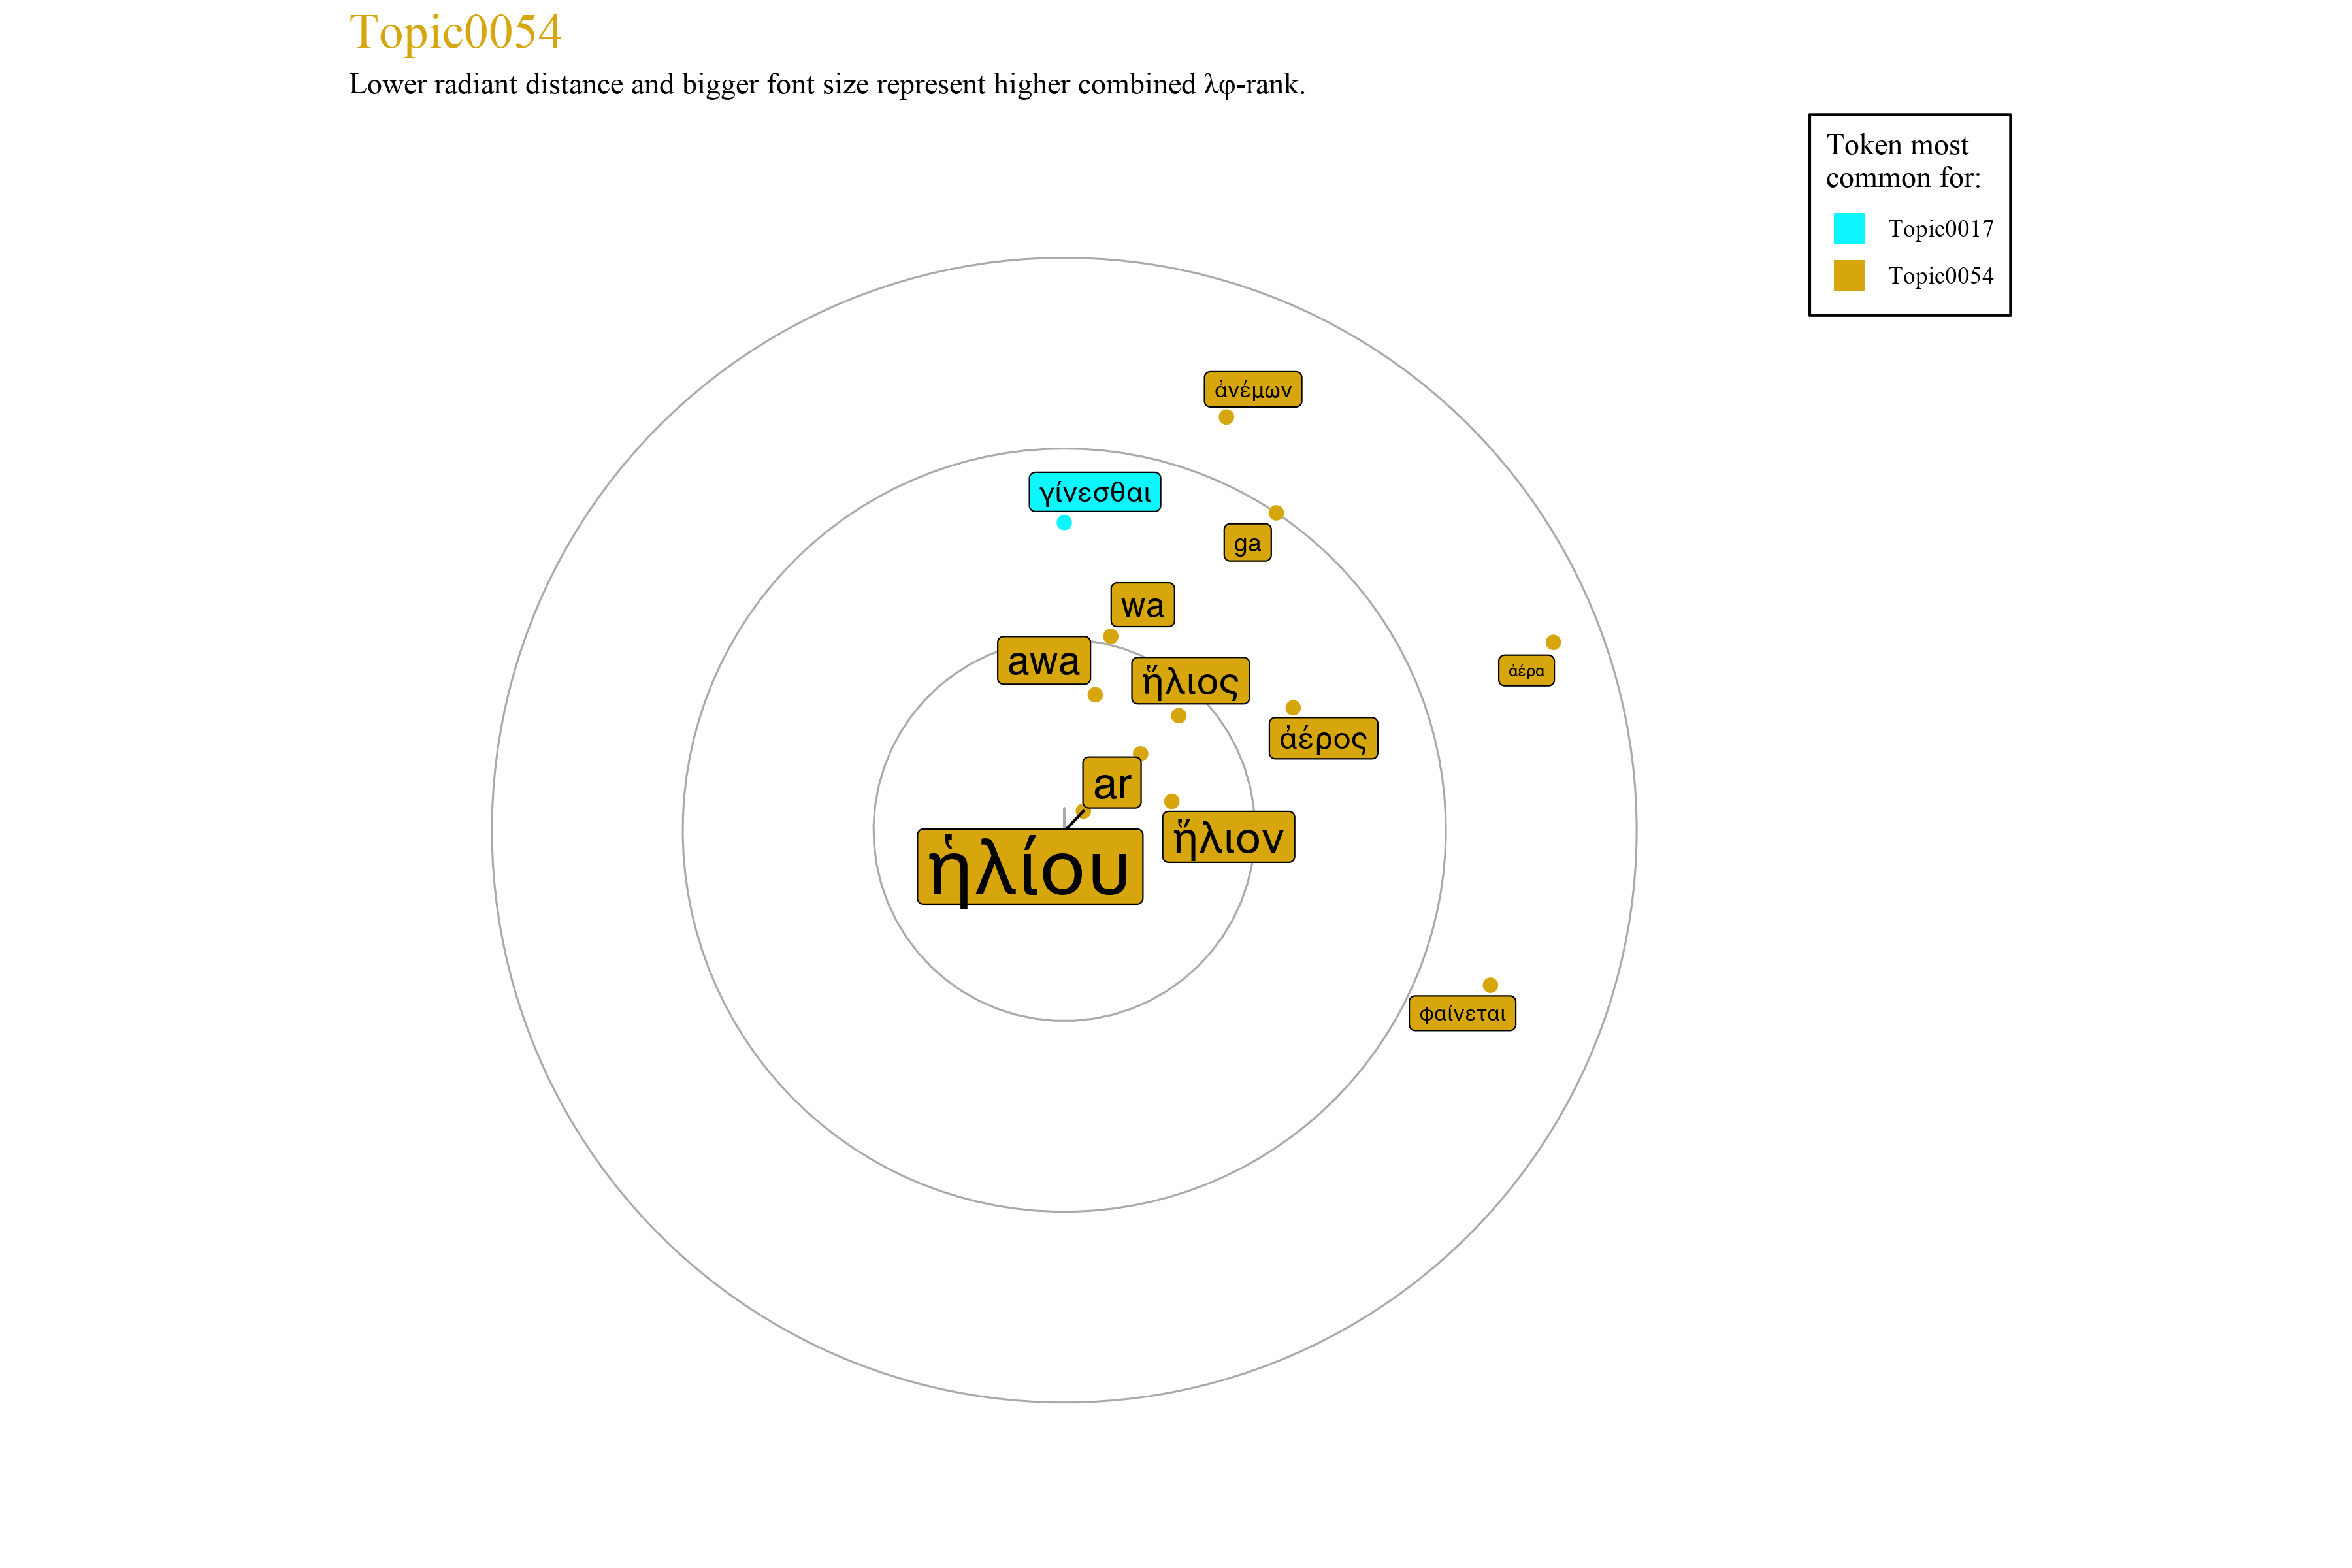 Topic0054
Lower radiant distance and bigger font size represent higher combined λφ-rank.
Token most
common for:
Topic0017
Topic0054
ἀνέμων
γίνεσθαι
ga
wa
awa
ἥλιος
ἀέρα
ἀέρος
ar
ἥλιον
ἡλίου
φαίνεται